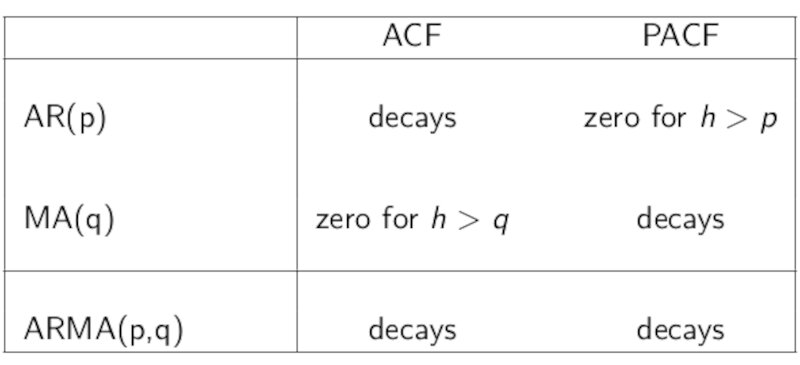 ACF PACF
AR(p) decays zero for h > p
MA(q) zero for h > q decays
ARMA(p,q) decays decays